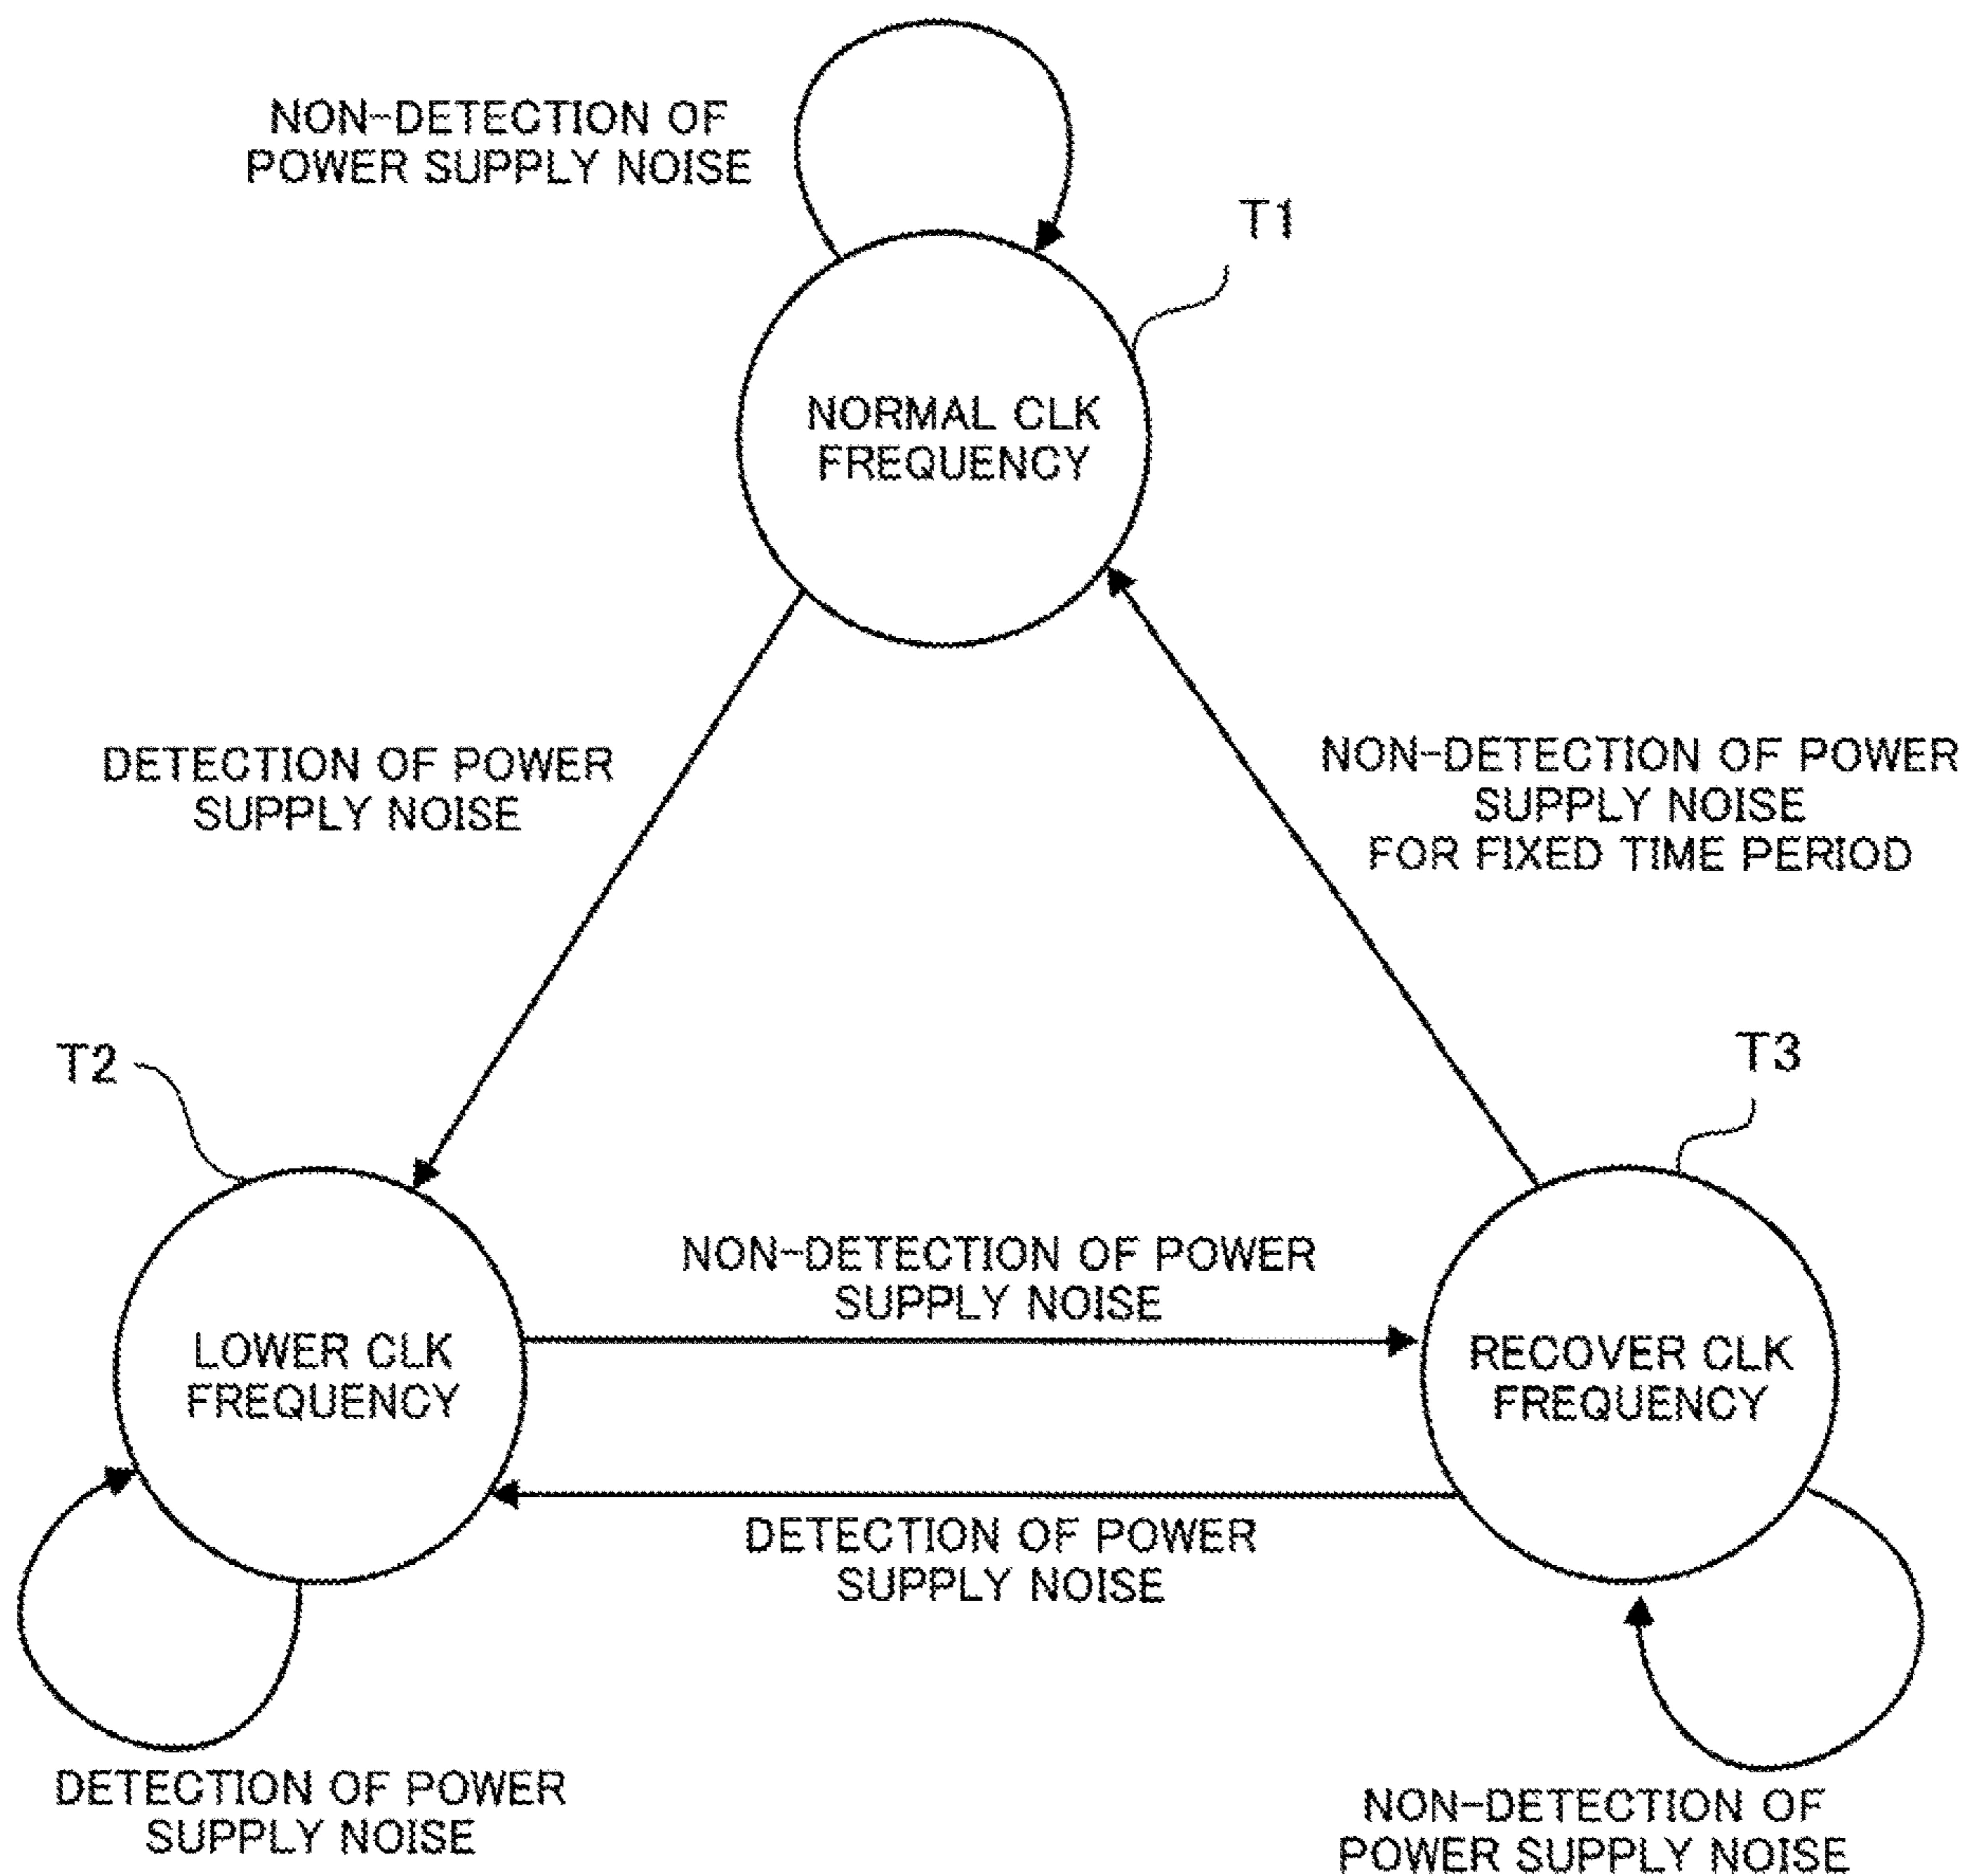 NON-DETECTION OF
POWER SUPPLY NOISE
T1
NORMAL CLK
FREQUENCY
DETECTION OF POWER
SUPPLY NOISE
NON-DETECTION OF POWER
SUPPLY NOISE
FOR FIXED TIME PERIOD
T2
T3
NON-DETECTION OF POWER
SUPPLY NOISE
LOWER CLK
FREQUENCY
RECOVER CLK
FREQUENCY
DETECTION OF POWER
SUPPLY NOISE
DETECTION OF POWER
SUPPLY NOISE
NON-DETECTION OF
POWER SUPPLY NOISE